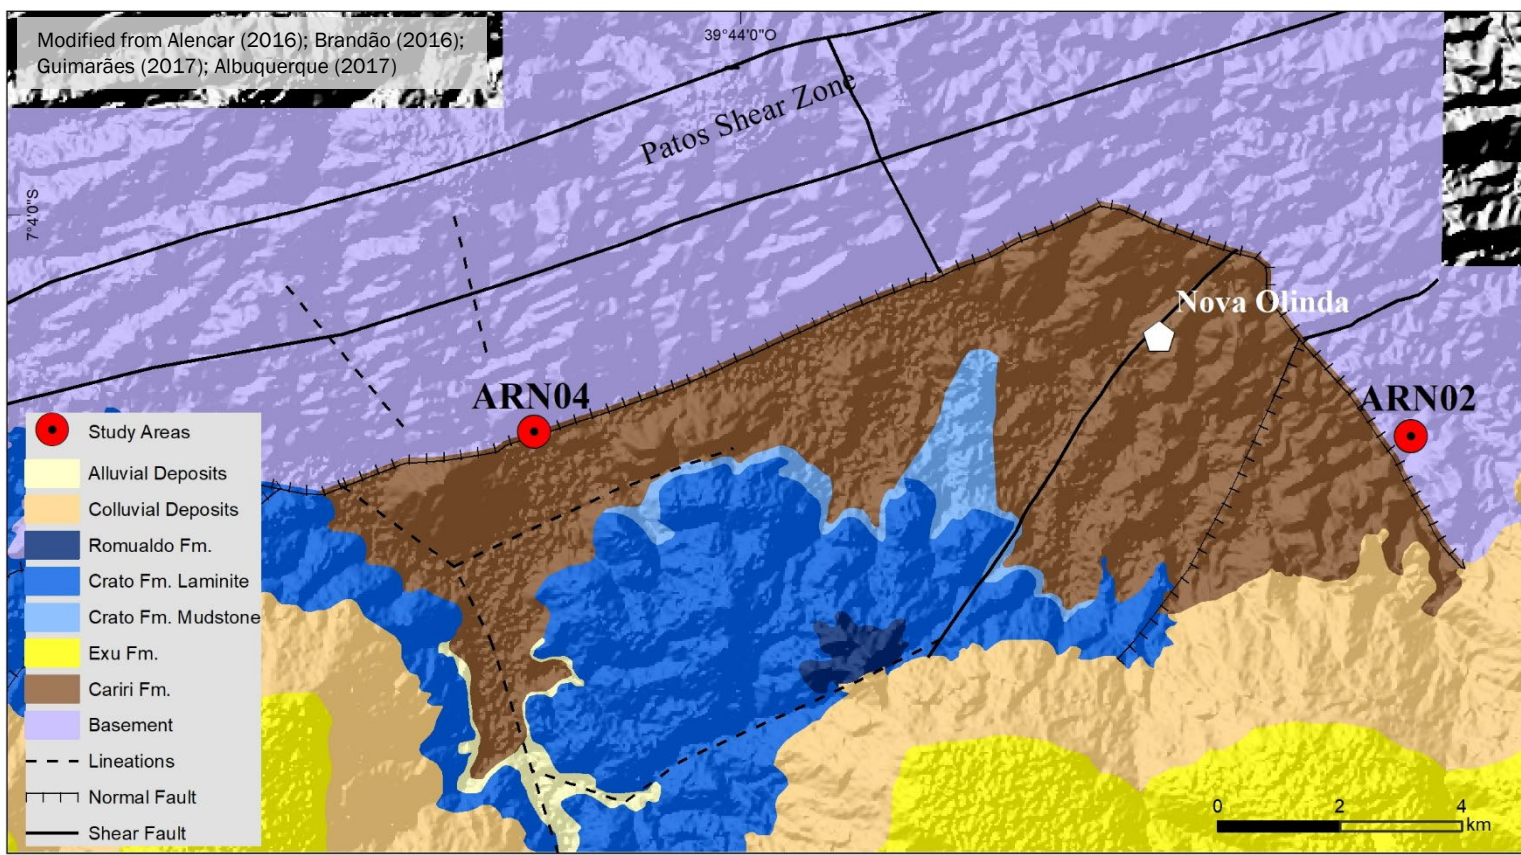 Modified from Alencar (2016); Brandão (2016);
Guimarães (2017); Albuquerque (2017)
39°44'0"O
7°4'0"S
Patos Shear Zone
Nova Olinda
ARN04
ARN02
Study Areas
Alluvial Deposits
Colluvial Deposits
Romualdo Fm.
Crato Fm. Laminite
Crato Fm. Mudstone
Exu Fm.
Cariri Fm.
Basement
Lineations
Normal Fault
Shear Fault
0 2 4
km